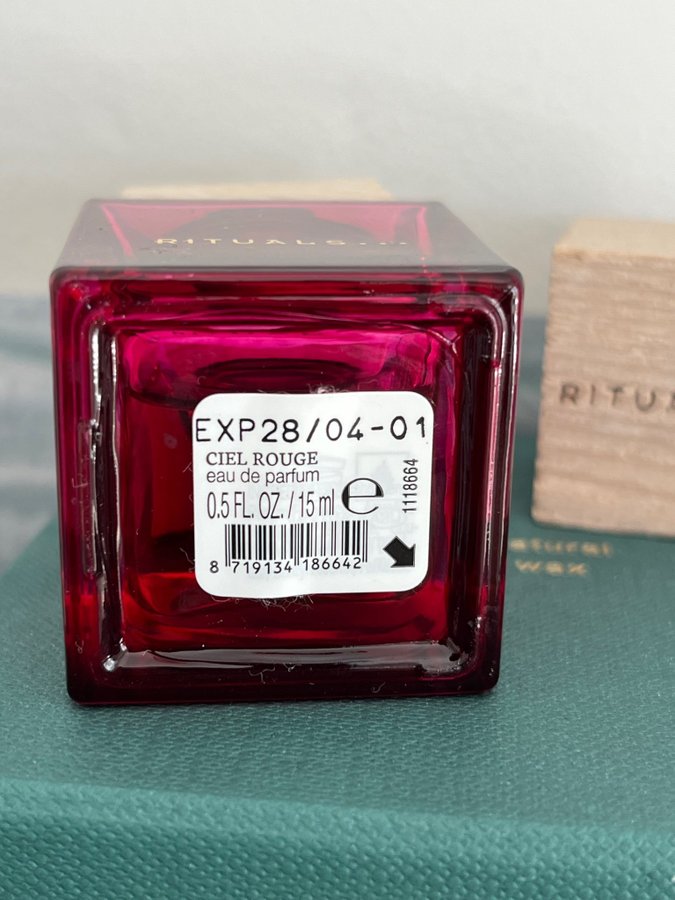 RITUALS...
EXP28/04-01
CIEL ROUGE
eau de parfum
0.5 FL. OZ. / 15 ml e
1118664
8 719134 186642
RITUA
natural
wax